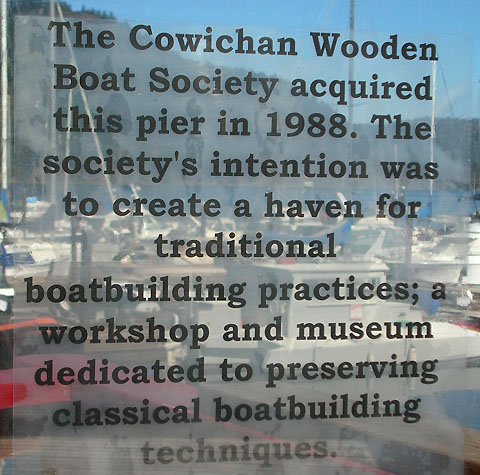 The Cowichan Wooden
Boat Society acquired
this pier in 1988. The
society's intention was
to create a haven for
traditional
boatbuilding practices; a
workshop and museum
dedicated to preserving
classical boatbuilding
techniques.